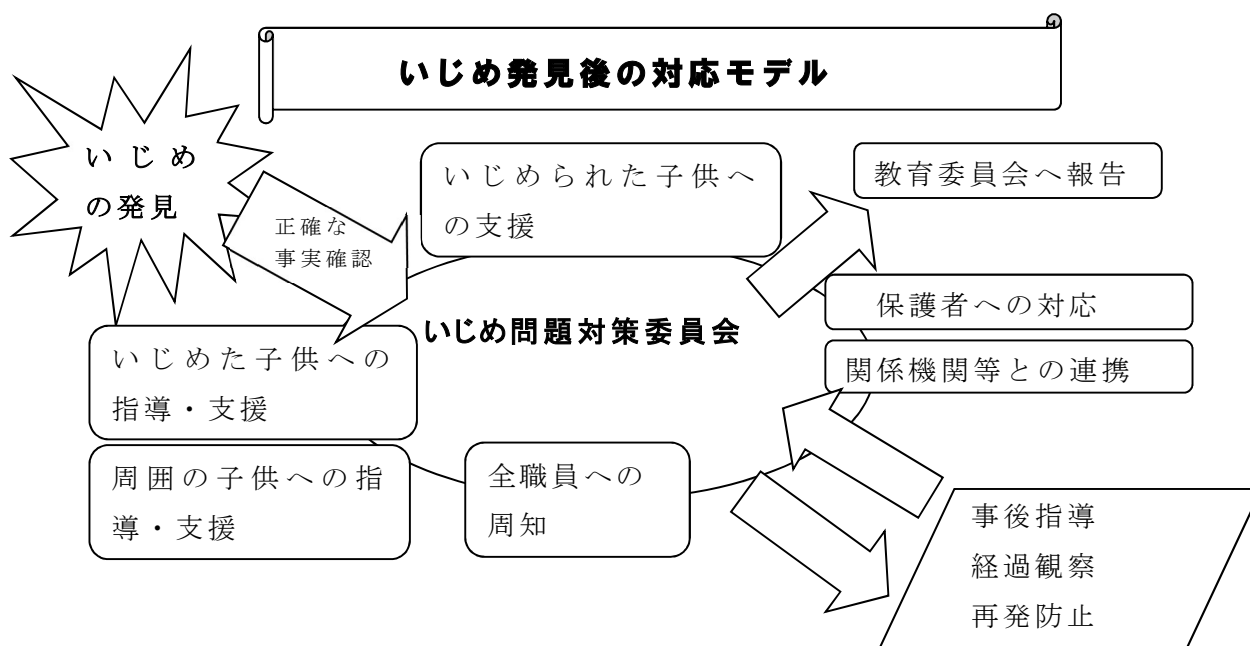 いじめ発見後の対応モデル
いじめ
の発見
正確な
事実確認
いじめられた子供へ
の支援
教育委員会へ報告
保護者への対応
いじめ問題対策委員会
関係機関等との連携
いじめた子供への
指導・支援
周囲の子供への指
導・支援
全職員への
周知
事後指導
経過観察
再発防止